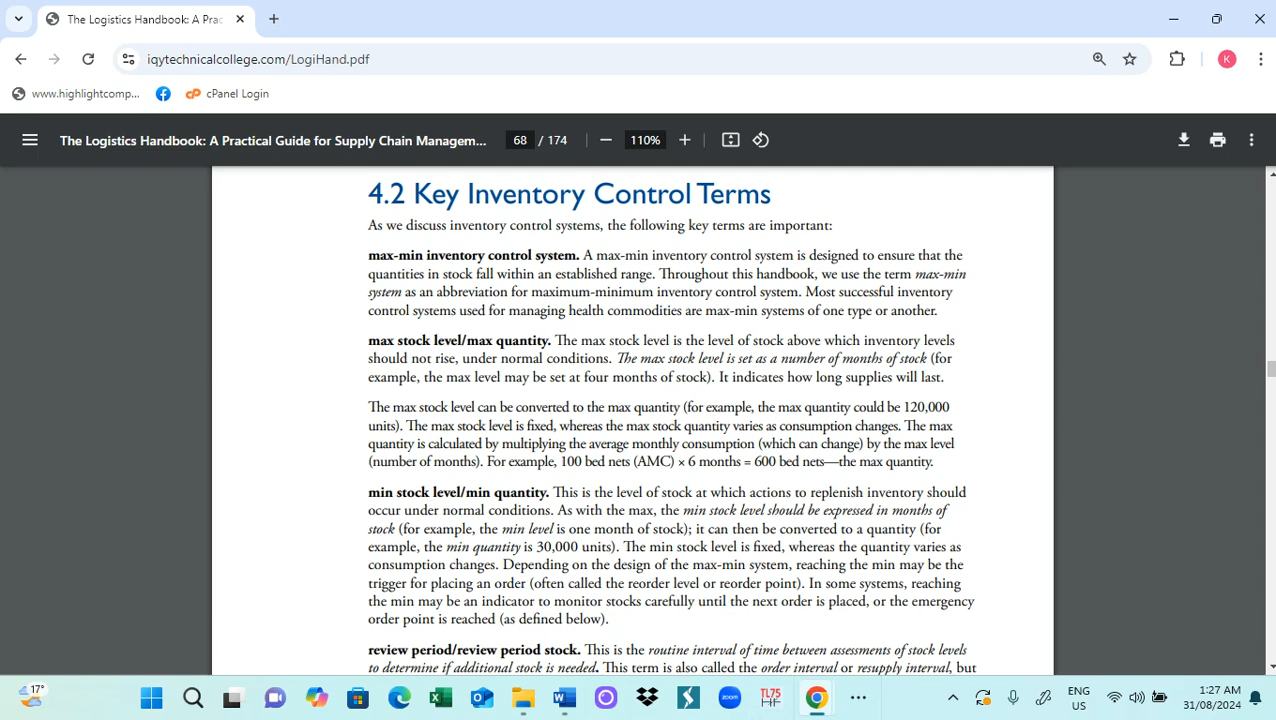 The Logistics Handbook: A Prac
iqytechnicalcollege.com/LogiHand.pdf
K
www.highlightcomp...
cPanel Login
The Logistics Handbook: A Practical Guide for Supply Chain Managem...
68 / 174
110%
4.2 Key Inventory Control Terms
As we discuss inventory control systems, the following key terms are important:
max-min inventory control system. A max-min inventory control system is designed to ensure that the
quantities in stock fall within an established range. Throughout this handbook, we use the term max-min
system as an abbreviation for maximum-minimum inventory control system. Most successful inventory
control systems used for managing health commodities are max-min systems of one type or another.
max stock level/max quantity. The max stock level is the level of stock above which inventory levels
should not rise, under normal conditions. The max stock level is set as a number of months of stock (for
example, the max level may be set at four months of stock). It indicates how long supplies will last.
The max stock level can be converted to the max quantity (for example, the max quantity could be 120,000
units). The max stock level is fixed, whereas the max stock quantity varies as consumption changes. The max
quantity is calculated by multiplying the average monthly consumption (which can change) by the max level
(number of months). For example, 100 bed nets (AMC) × 6 months = 600 bed nets—the max quantity.
min stock level/min quantity. This is the level of stock at which actions to replenish inventory should
occur under normal conditions. As with the max, the min stock level should be expressed in months of
stock (for example, the min level is one month of stock); it can then be converted to a quantity (for
example, the min quantity is 30,000 units). The min stock level is fixed, whereas the quantity varies as
consumption changes. Depending on the design of the max-min system, reaching the min may be the
trigger for placing an order (often called the reorder level or reorder point). In some systems, reaching
the min may be an indicator to monitor stocks carefully until the next order is placed, or the emergency
order point is reached (as defined below).
review period/review period stock. This is the routine interval of time between assessments of stock levels
to determine if additional stock is needed. This term is also called the order interval or resupply interval, but
17°
zoom
TL75
ENG
US
1:27 AM
31/08/2024